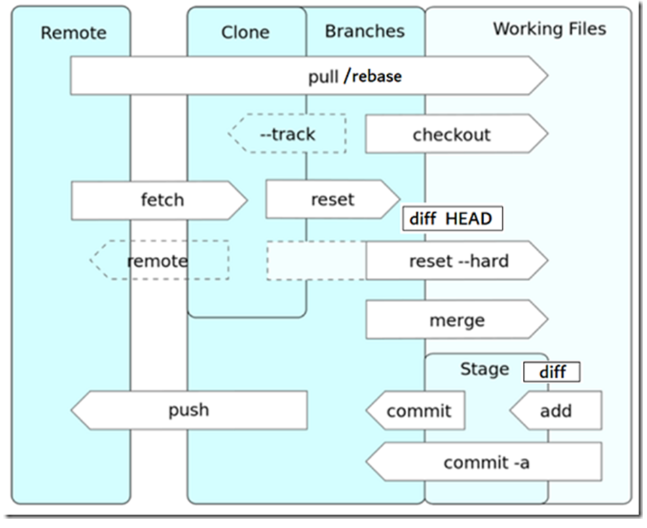 Remote Clone Branches Working Files
pull /rebase
--track checkout
fetch reset
diff HEAD
remote reset --hard
merge
Stage diff
push commit add
commit -a